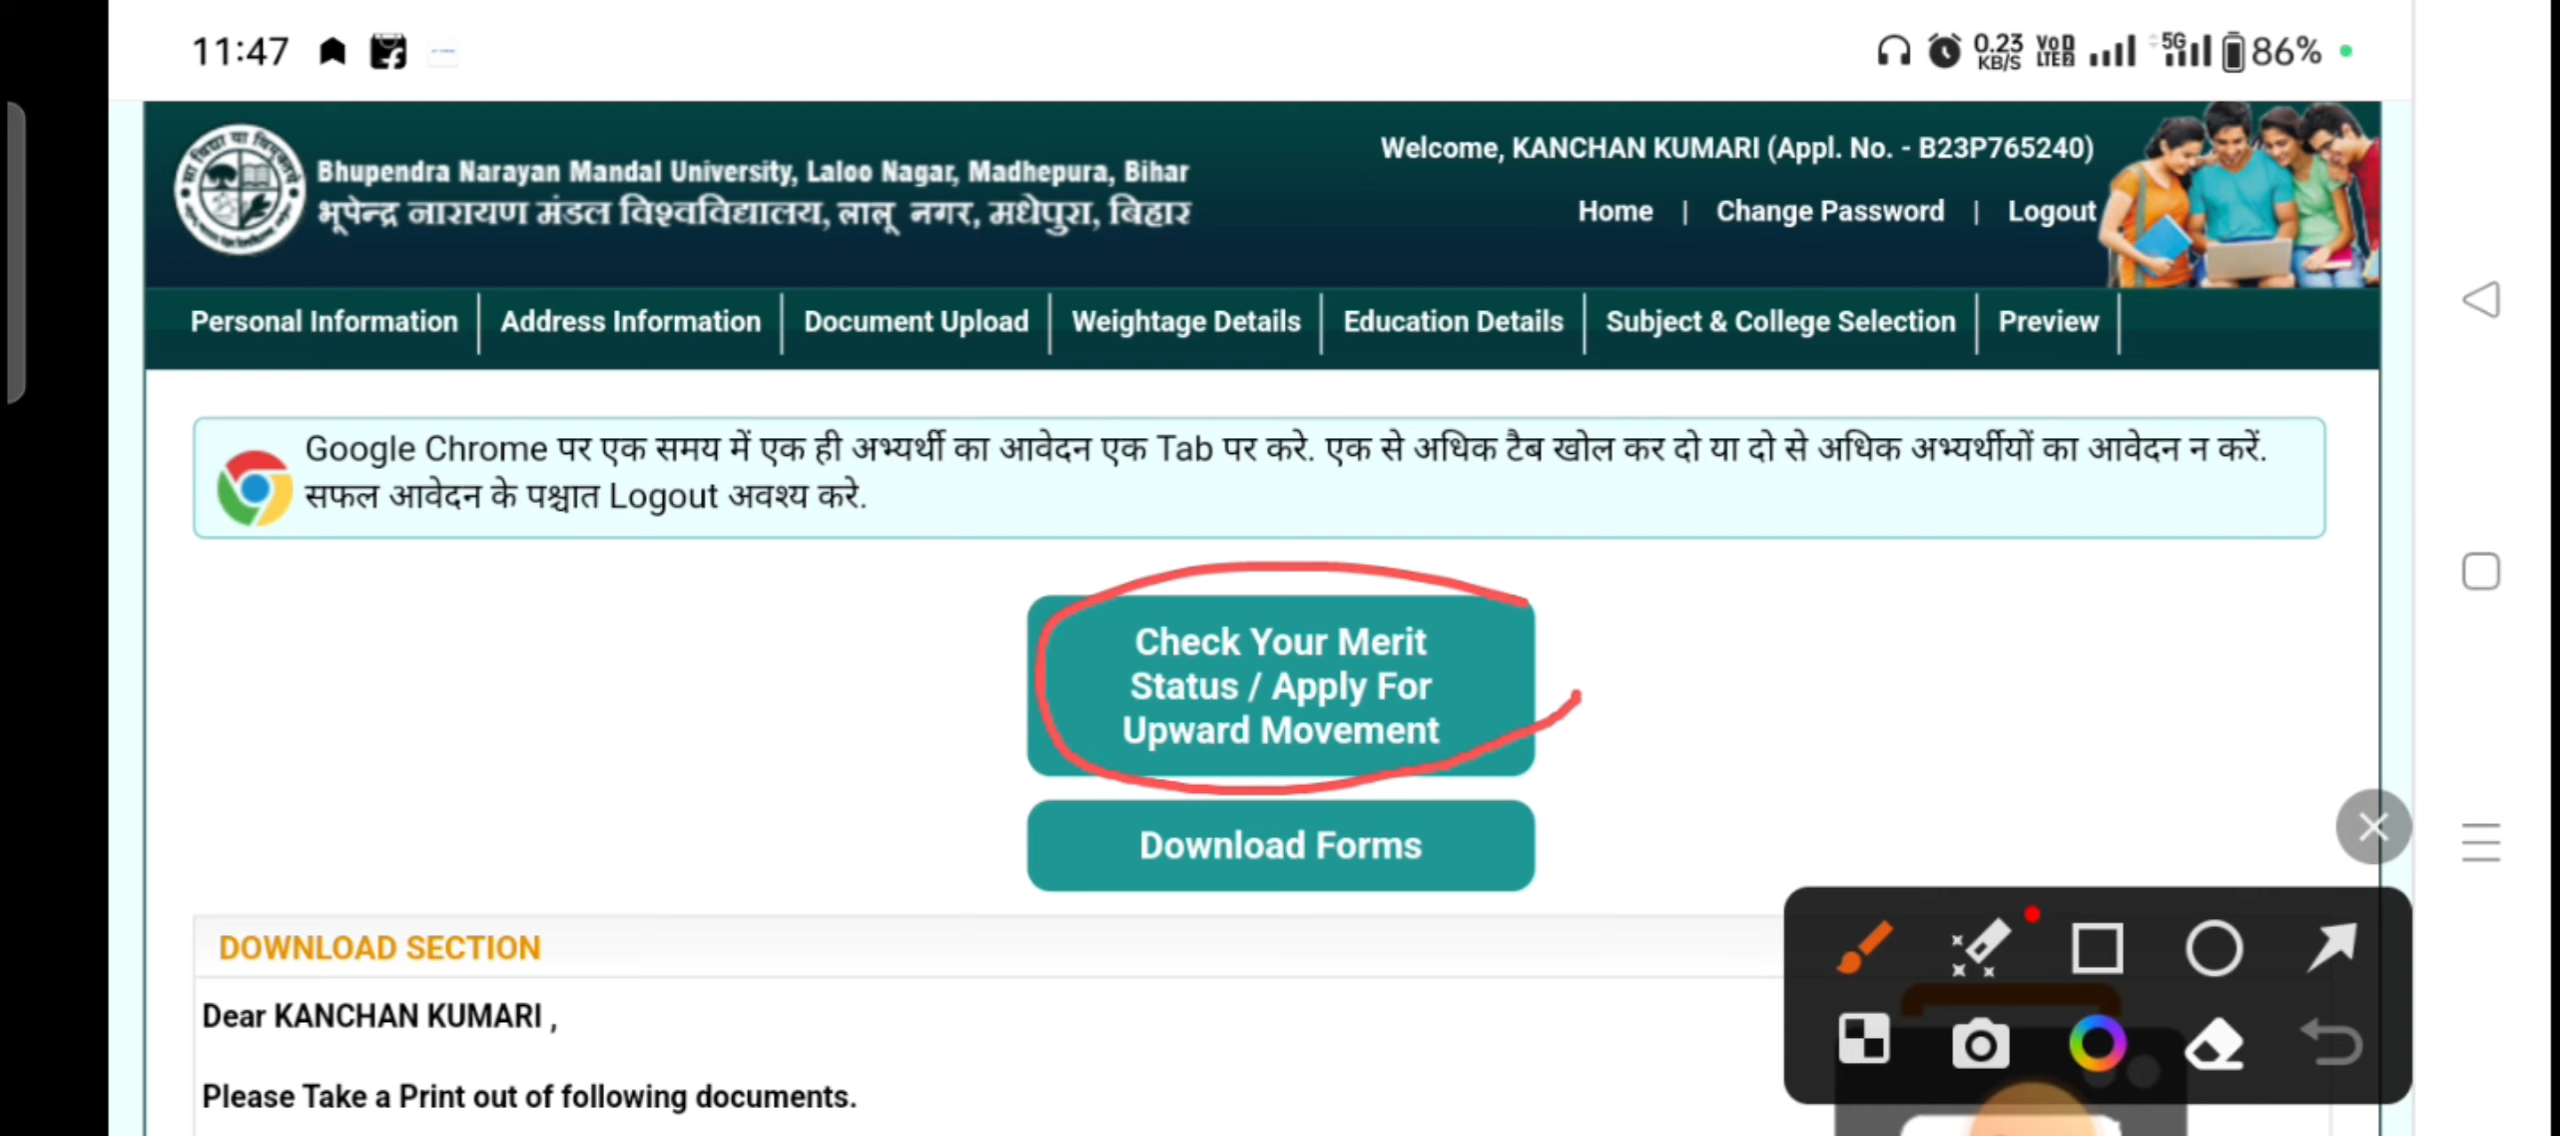 11:47
0.23 KB/S VoD LTE2 5G 86%
Bhupendra Narayan Mandal University, Laloo Nagar, Madhepura, Bihar
भूपेन्द्र नारायण मंडल विश्वविद्यालय, लालू नगर, मधेपुरा, बिहार
Welcome, KANCHAN KUMARI (Appl. No. - B23P765240)
Home | Change Password | Logout
Personal Information | Address Information | Document Upload | Weightage Details | Education Details | Subject & College Selection | Preview
Google Chrome पर एक समय में एक ही अभ्यर्थी का आवेदन एक Tab पर करे. एक से अधिक टैब खोल कर दो या दो से अधिक अभ्यर्थीयों का आवेदन न करें.
सफल आवेदन के पश्चात Logout अवश्य करे.
Check Your Merit
Status / Apply For
Upward Movement
Download Forms
DOWNLOAD SECTION
Dear KANCHAN KUMARI ,
Please Take a Print out of following documents.